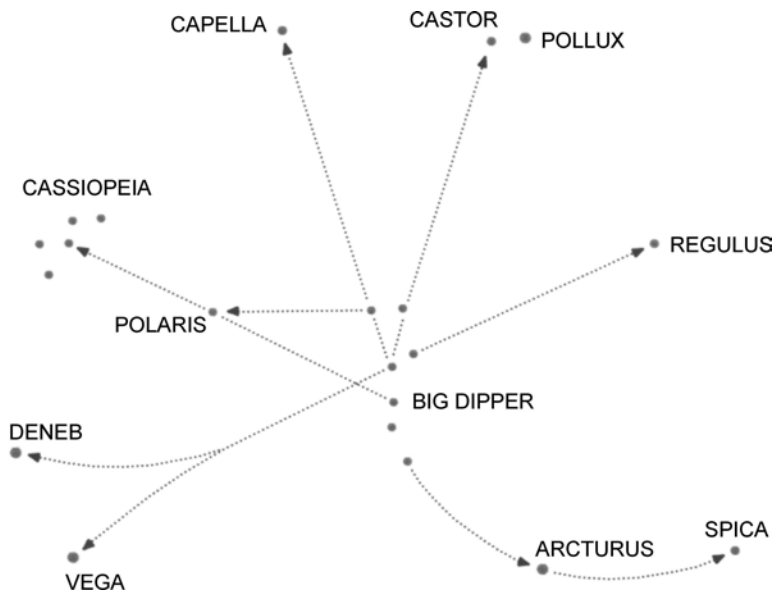 CAPELLA
CASTOR
POLLUX
CASSIOPEIA
REGULUS
POLARIS
BIG DIPPER
DENEB
SPICA
ARCTURUS
VEGA